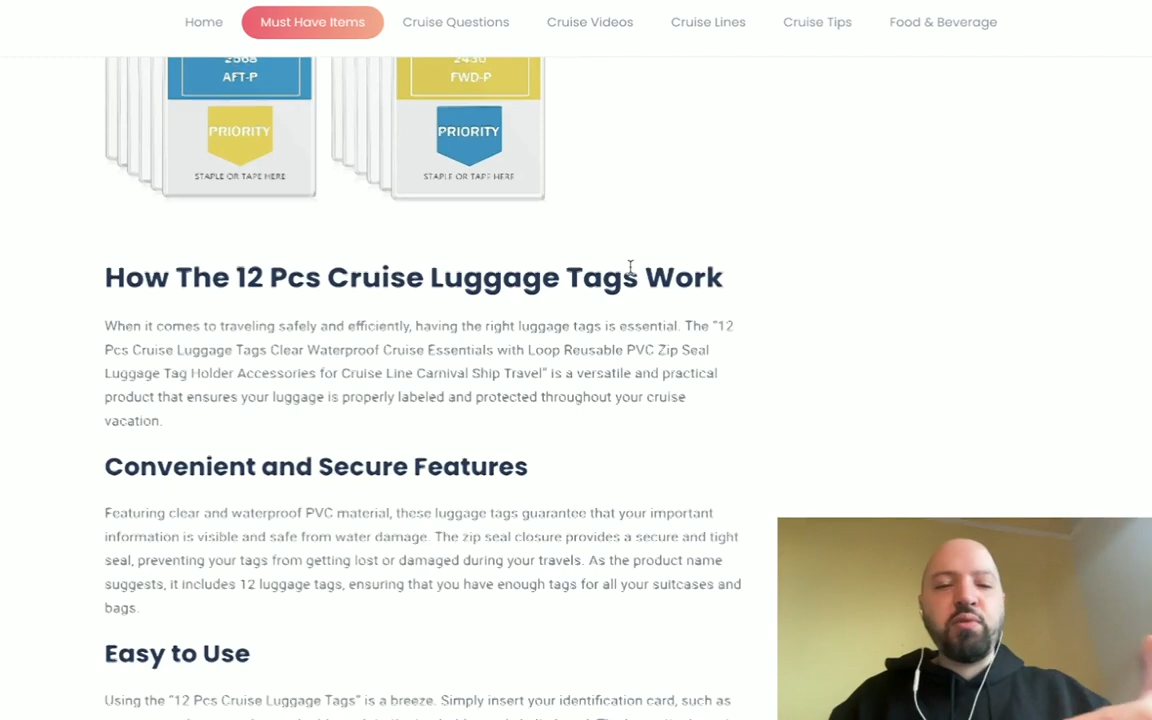 Home Must Have Items Cruise Questions Cruise Videos Cruise Lines Cruise Tips Food & Beverage
2568 2430
AFT-P FWD-P
PRIORITY PRIORITY
STAPLE OR TAPE HERE STAPLE OR TAPE HERE
How The 12 Pcs Cruise Luggage Tags Work
When it comes to traveling safely and efficiently, having the right luggage tags is essential. The "12
Pcs Cruise Luggage Tags Clear Waterproof Cruise Essentials with Loop Reusable PVC Zip Seal
Luggage Tag Holder Accessories for Cruise Line Carnival Ship Travel" is a versatile and practical
product that ensures your luggage is properly labeled and protected throughout your cruise
vacation.
Convenient and Secure Features
Featuring clear and waterproof PVC material, these luggage tags guarantee that your important
information is visible and safe from water damage. The zip seal closure provides a secure and tight
seal, preventing your tags from getting lost or damaged during your travels. As the product name
suggests, it includes 12 luggage tags, ensuring that you have enough tags for all your suitcases and
bags.
Easy to Use
Using the "12 Pcs Cruise Luggage Tags" is a breeze. Simply insert your identification card, such as